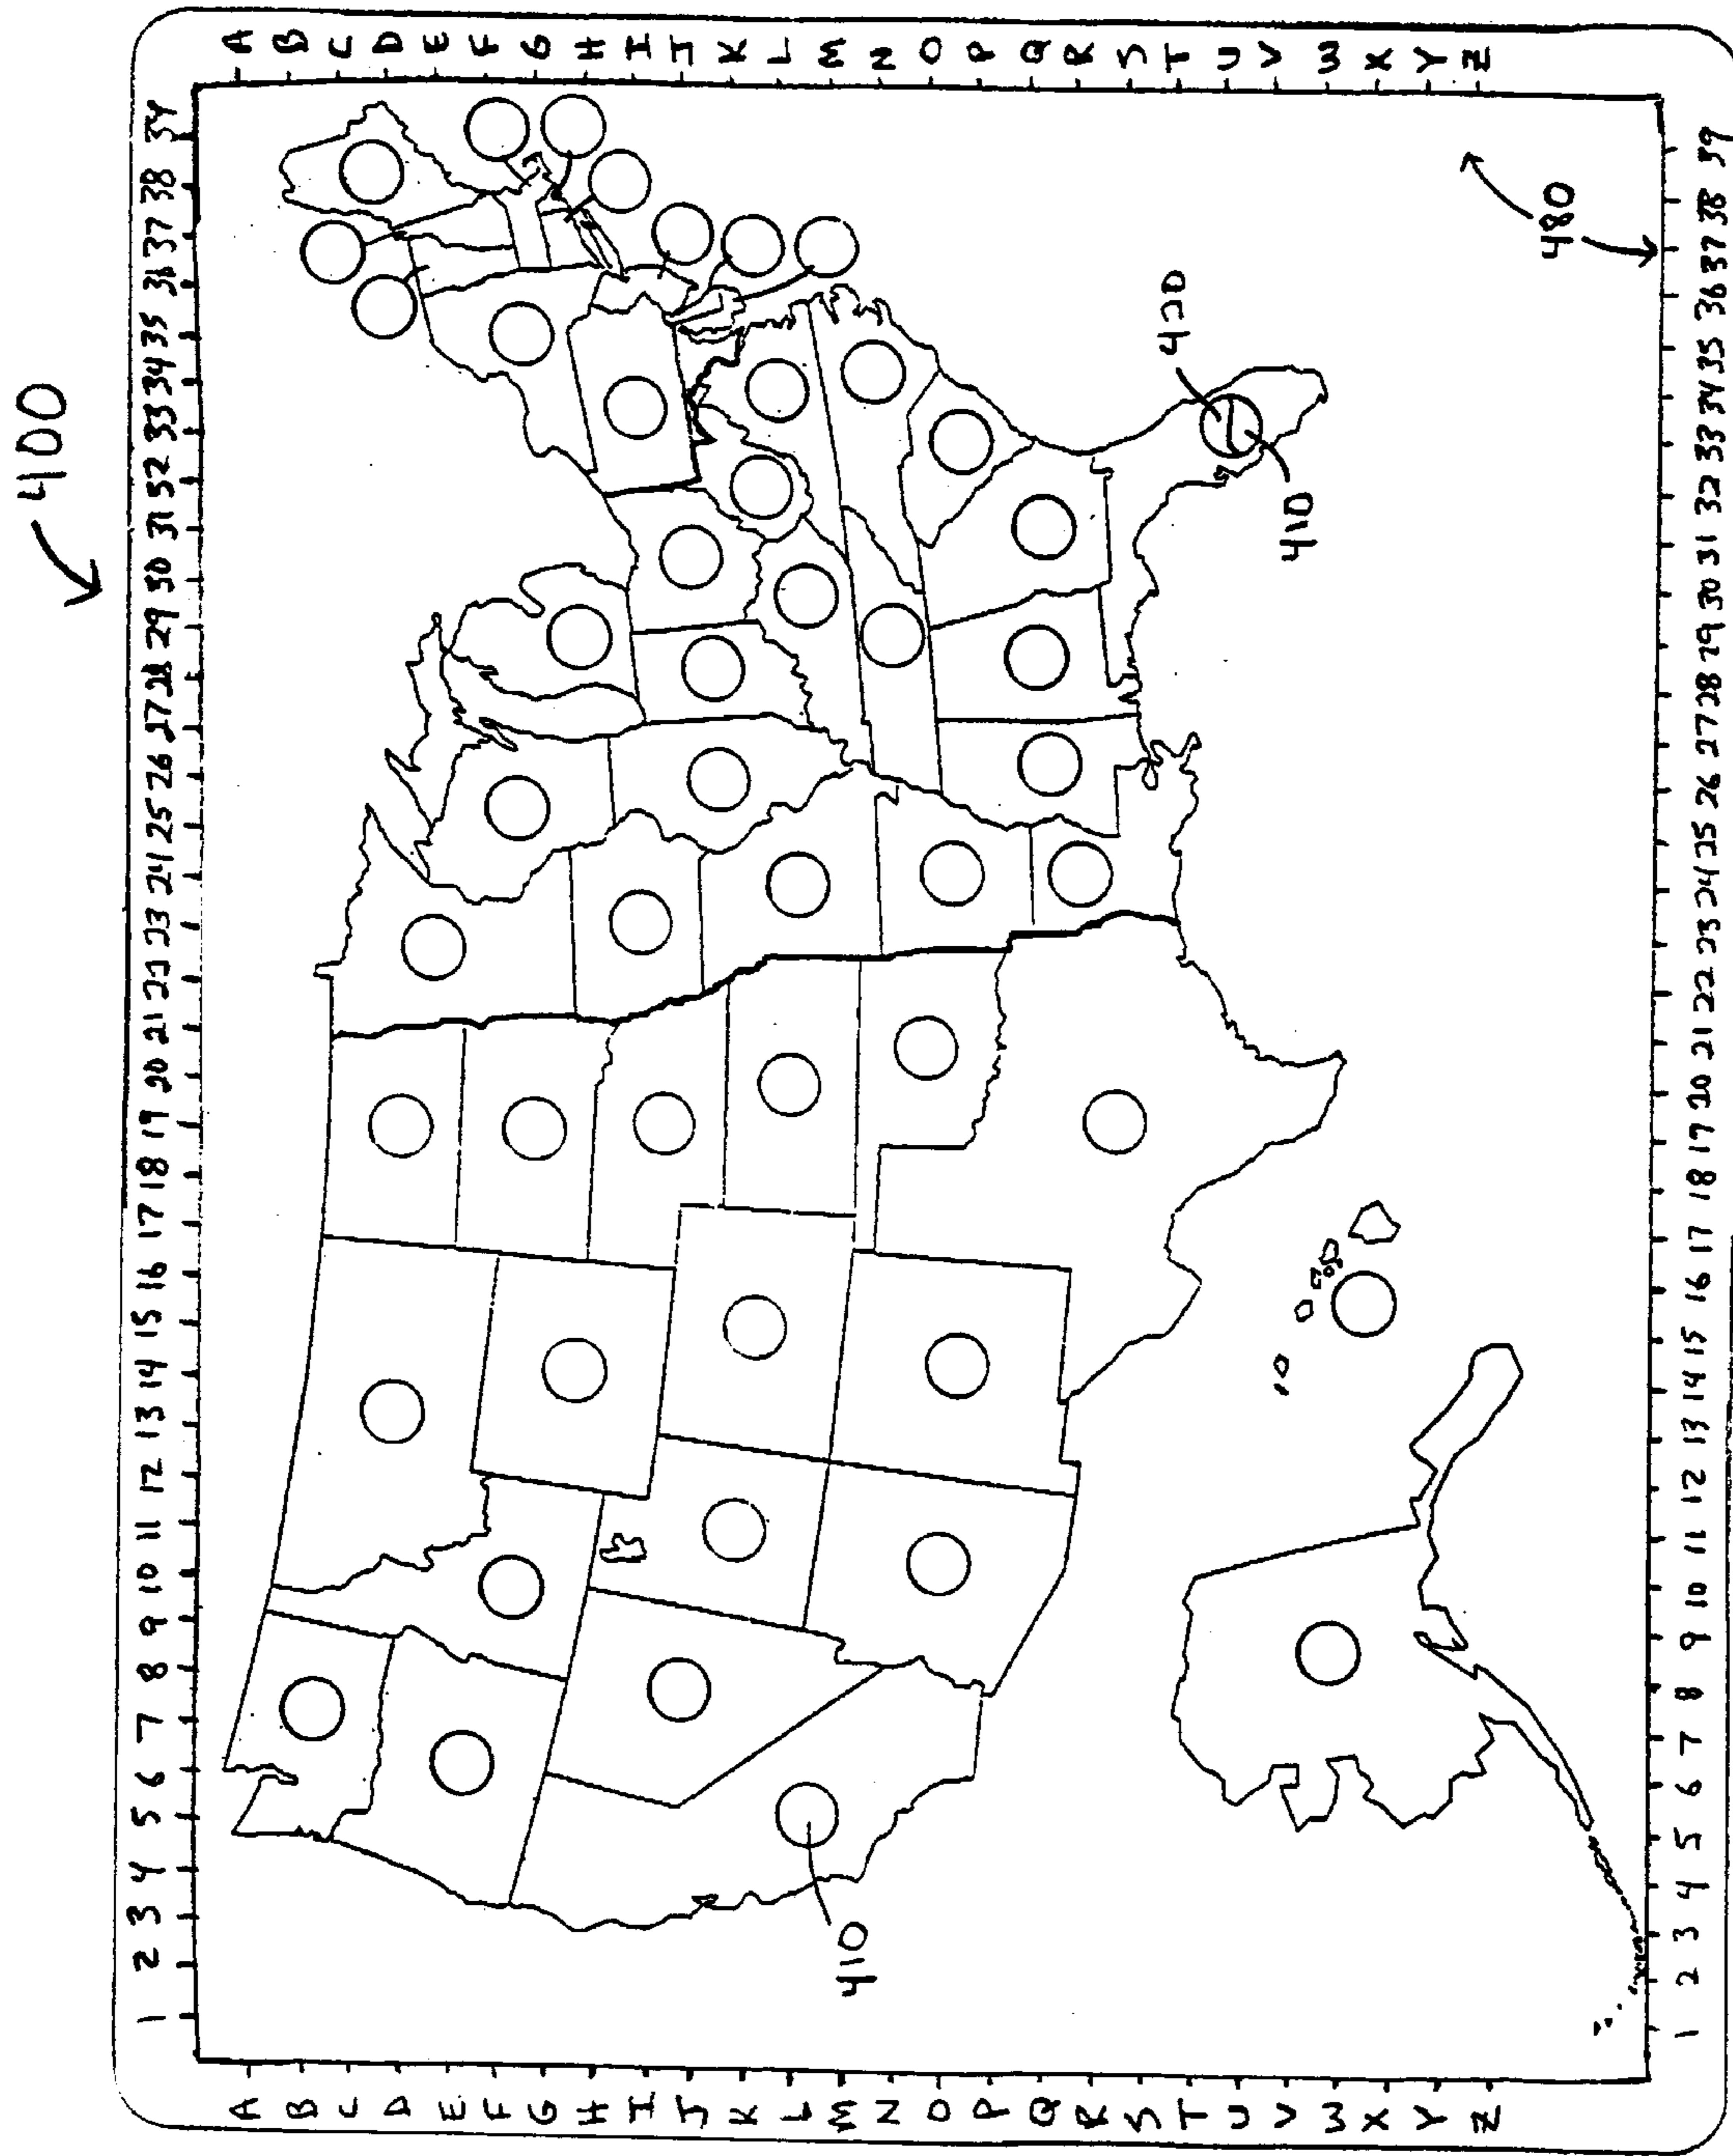 400
1 2 3 4 5 6 7 8 9 10 11 12 13 14 15 16 17 18 19 20 21 22 23 24 25 26 27 28 29 30 31 32 33 34 35 36 37 38 39
A A
B B
C C
D D
E E
F F
G G
H H
I I
J J
K K
L L
M M
N N
O O
P P
Q Q
R R
S S
T T
U U
V V
W W
X X
Y Y
Z Z
410
420
410
480
1 2 3 4 5 6 7 8 9 10 11 12 13 14 15 16 17 18 19 20 21 22 23 24 25 26 27 28 29 30 31 32 33 34 35 36 37 38 39